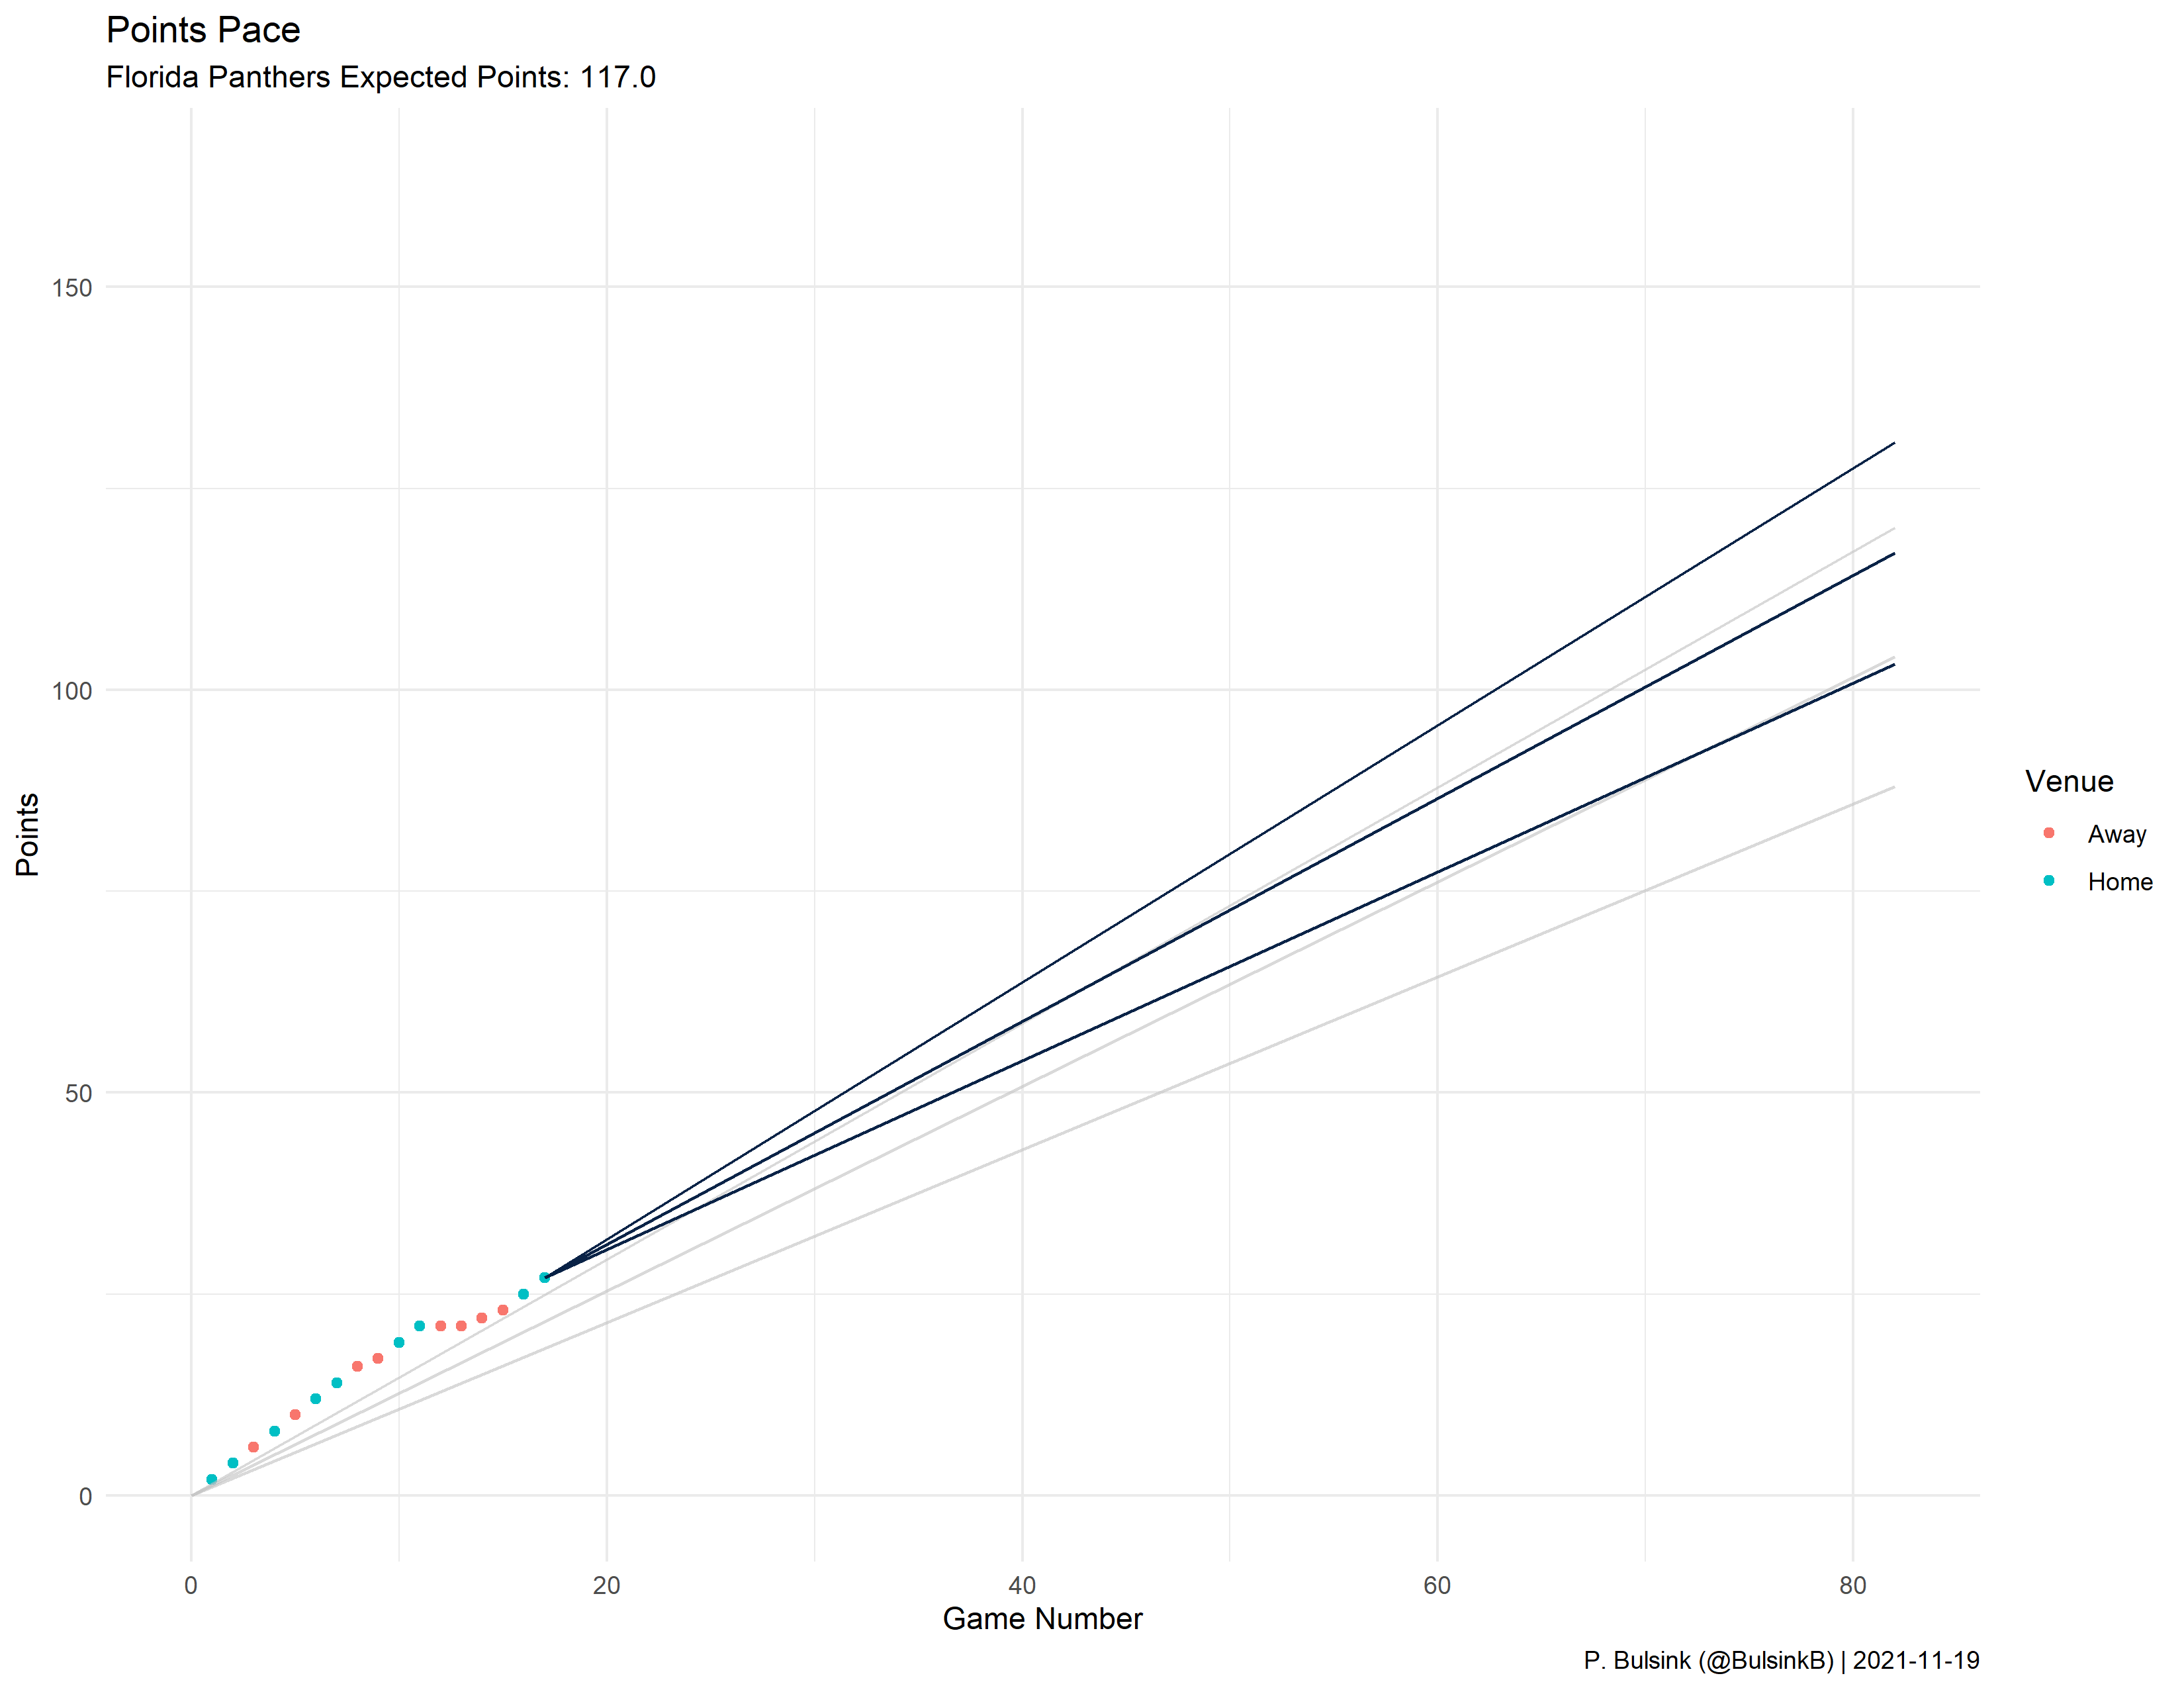 Points Pace
Florida Panthers Expected Points: 117.0
150
100
50
0
Points
0 20 40 60 80
Game Number
Venue
Away
Home
P. Bulsink (@BulsinkB) | 2021-11-19